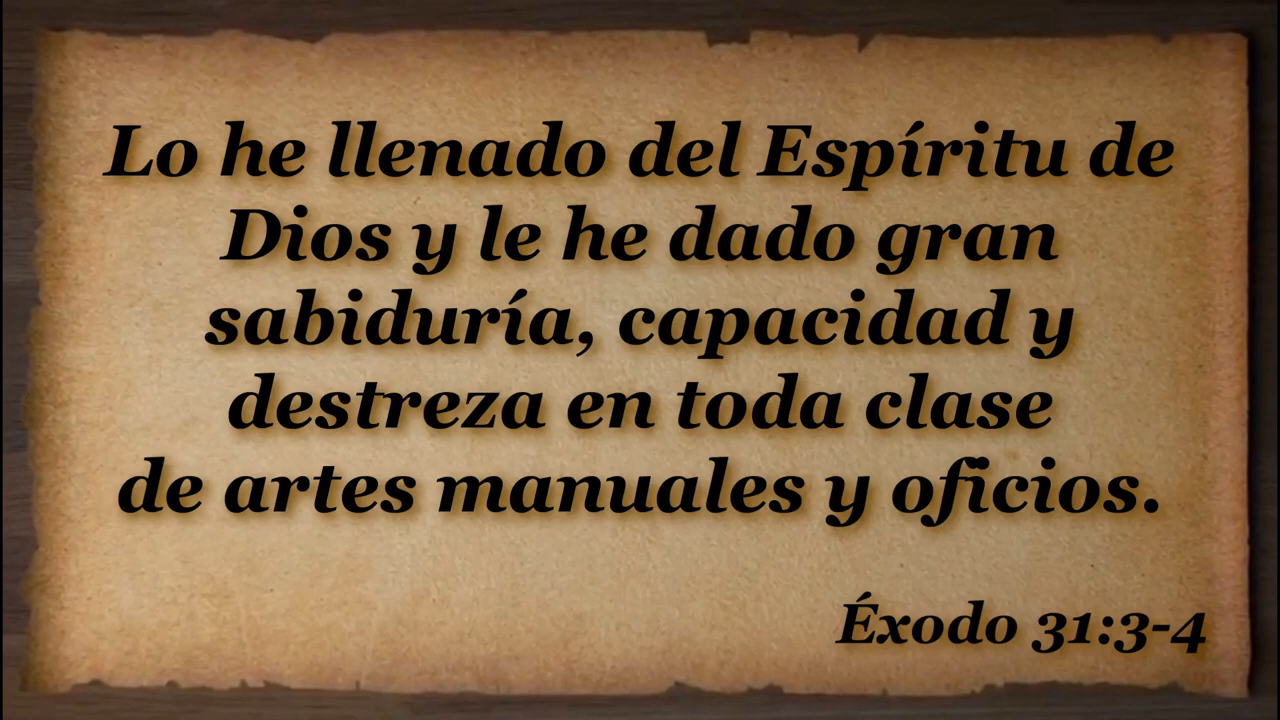 Lo he llenado del Espíritu de
Dios y le he dado gran
sabiduría, capacidad y
destreza en toda clase
de artes manuales y oficios.
Éxodo 31:3-4